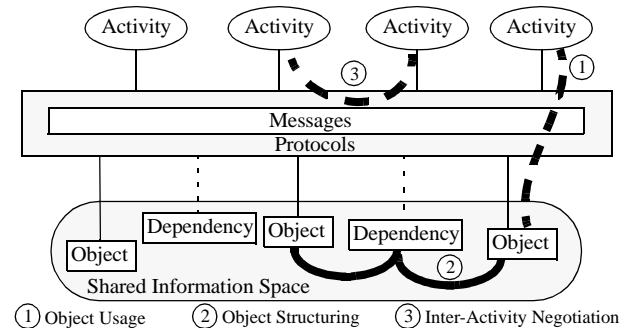 Activity Activity Activity Activity
3
1
Messages
Protocols
Dependency Object Dependency Object
Object
2
Shared Information Space
1 Object Usage 2 Object Structuring 3 Inter-Activity Negotiation